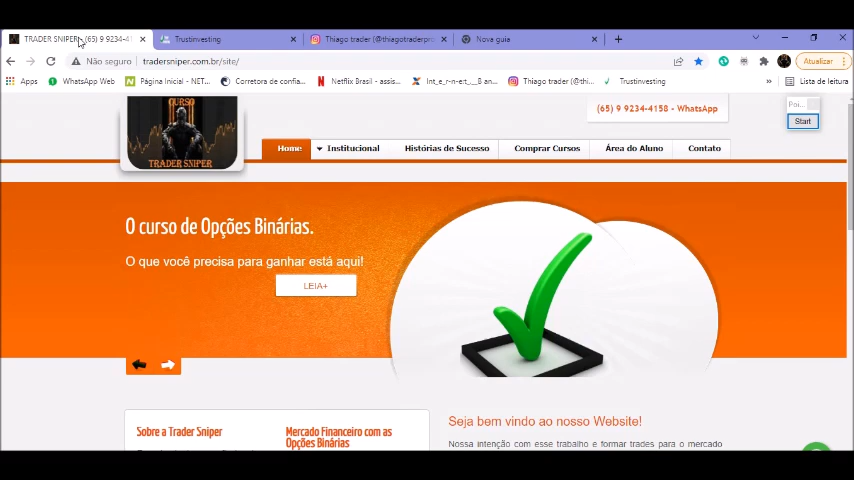 TRADER SNIPER - (65) 9 9234-41
Trustinvesting
Thiago trader (@thiagotraderpr
Nova guia
Não seguro
tradersniper.com.br/site/
Atualizar
Apps
WhatsApp Web
Página Inicial - NET...
Corretora de confia...
Netflix Brasil - assis...
Int_e_r-n=et__B an...
Thiago trader (@thi...
Trustinvesting
»
Lista de leitura
CURSO
TRADER SNIPER
(65) 9 9234-4158 - WhatsApp
Poi...
Start
Home
Institucional
Histórias de Sucesso
Comprar Cursos
Área do Aluno
Contato
O curso de Opções Binárias.
O que você precisa para ganhar está aqui!
LEIA+
Sobre a Trader Sniper
Mercado Financeiro com as
Opções Binárias
Seja bem vindo ao nosso Website!
Nossa intenção com esse trabalho e formar trades para o mercado